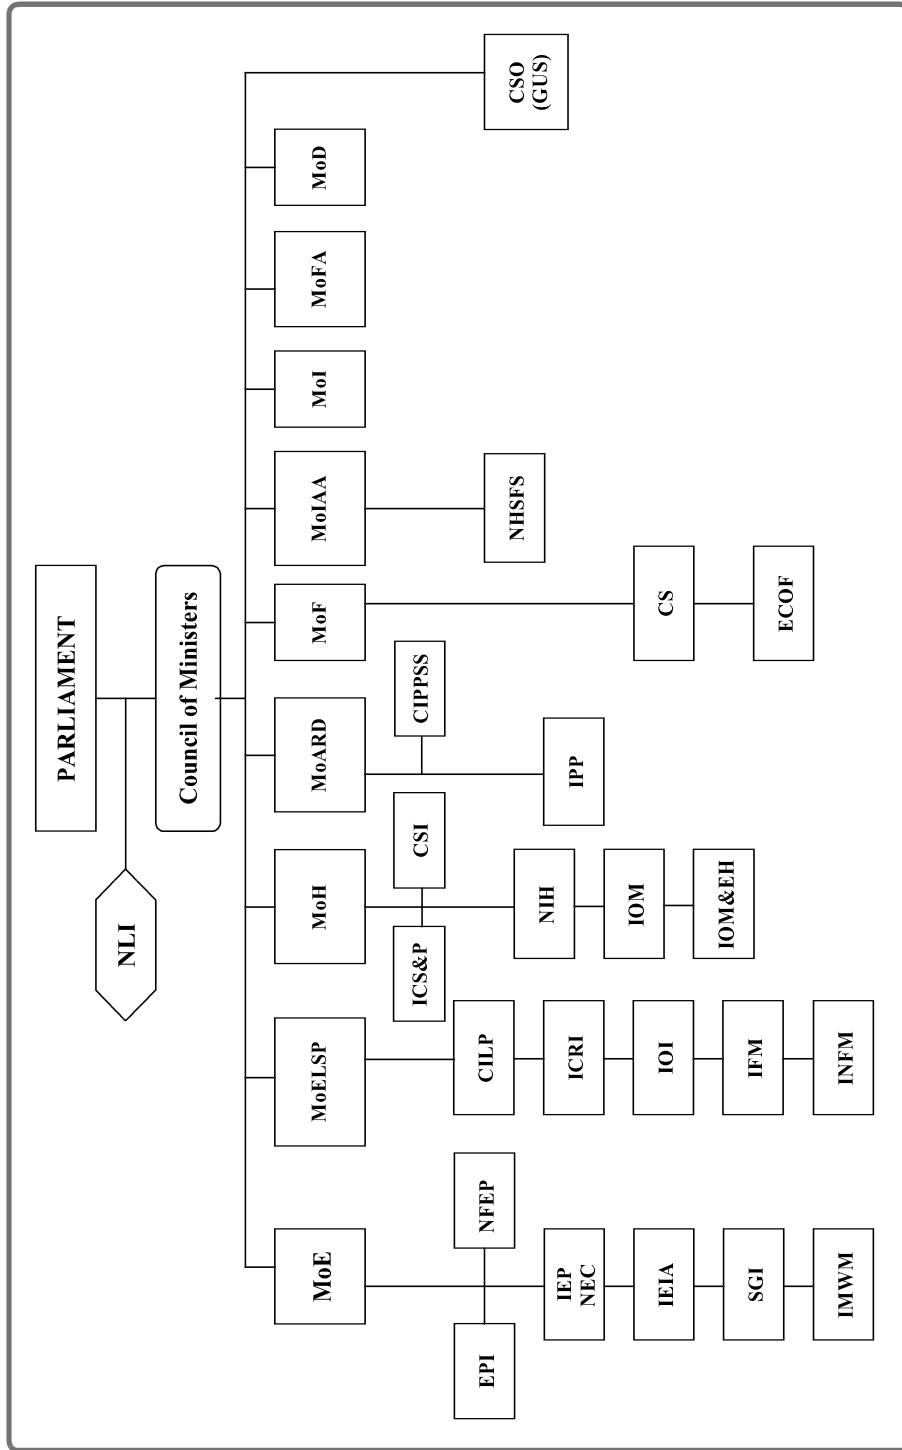 PARLIAMENT
NLI
Council of Ministers
MoE
MoELSP
MoH
MoARD
MoF
MoIAA
MoI
MoFA
MoD
CSO
(GUS)
EPI
NFEP
IEP
NEC
IEIA
SGI
IMWM
CILP
ICRI
IOI
IFM
INFM
ICS&P
CSI
NIH
IOM
IOM&EH
CIPPSS
IPP
CS
ECOF
NHSFS